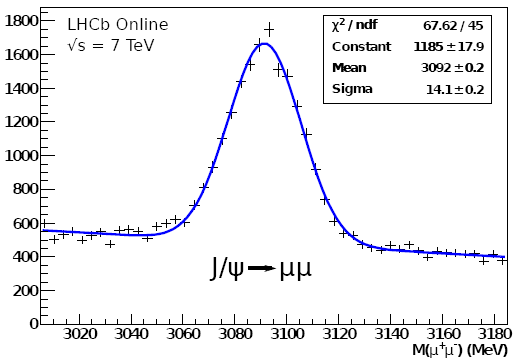 LHCb Online
√s = 7 TeV
χ²/ndf 67.62 / 45
Constant 1185 ± 17.9
Mean 3092 ± 0.2
Sigma 14.1 ± 0.2
1800
1600
1400
1200
1000
800
600
400
200
0
J/ψ → μμ
3020 3040 3060 3080 3100 3120 3140 3160 3180
M(μ⁺μ⁻) (MeV)